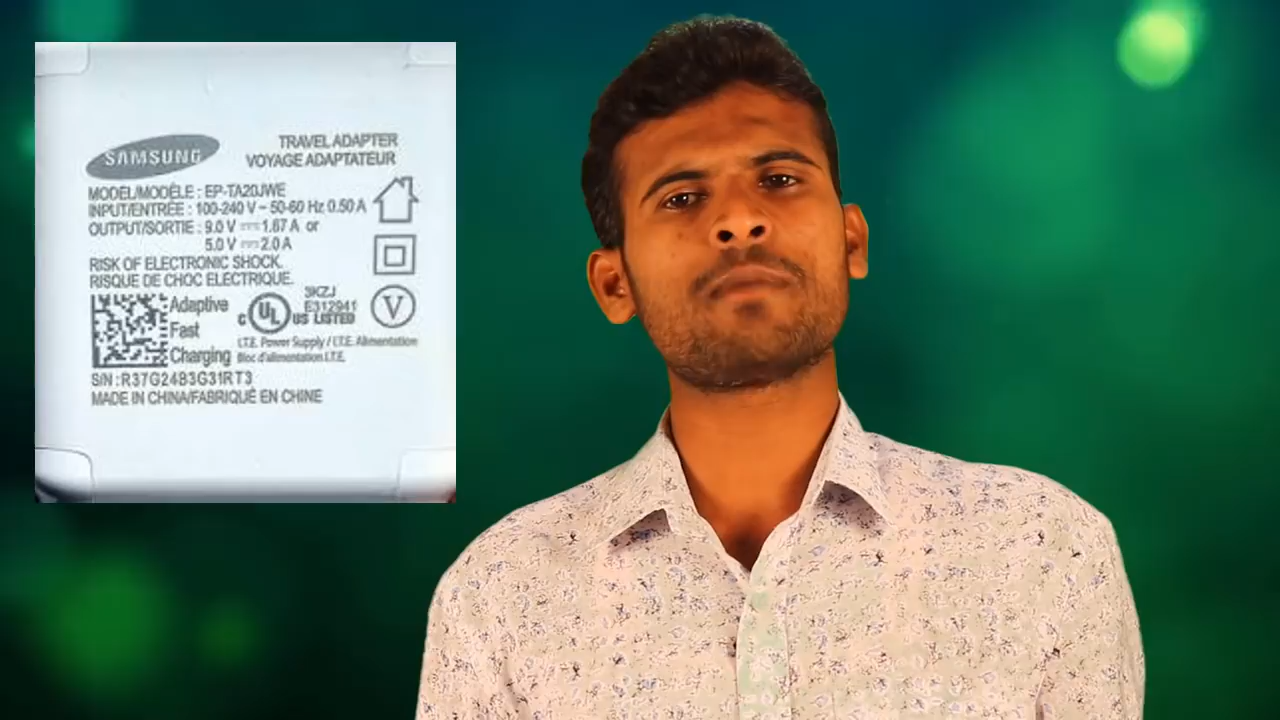 SAMSUNG
TRAVEL ADAPTER
VOYAGE ADAPTATEUR
MODEL/MODÈLE : EP-TA20JWE
INPUT/ENTRÉE : 100-240 V ~ 50-60 Hz 0.50 A
OUTPUT/SORTIE : 9.0 V ⎓ 1.67 A or
5.0 V ⎓ 2.0 A
RISK OF ELECTRONIC SHOCK.
RISQUE DE CHOC ELECTRIQUE.
Adaptive
Fast
Charging
c UL US LISTED
3KZJ
E312941
V
I.T.E. Power Supply / I.T.E. Alimentation
Bloc d'alimentation I.T.E.
S/N : R37G24B3G31RT3
MADE IN CHINA/FABRIQUÉ EN CHINE